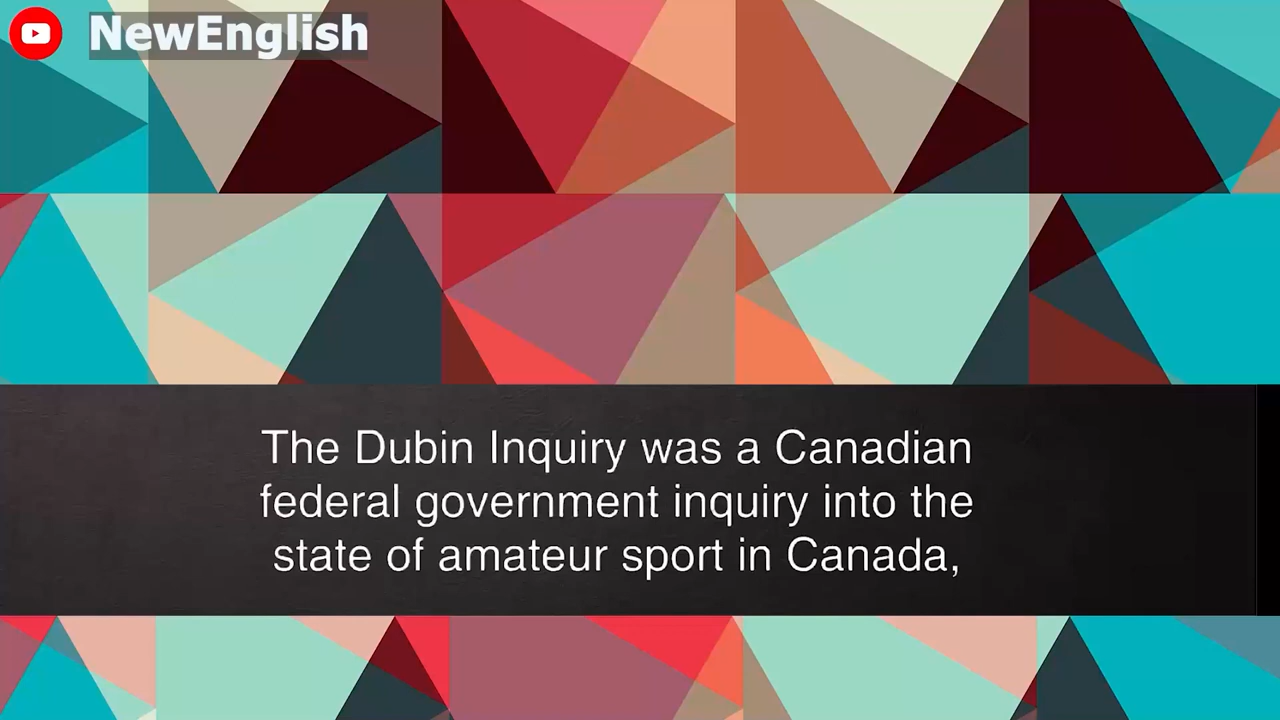 NewEnglish
The Dubin Inquiry was a Canadian
federal government inquiry into the
state of amateur sport in Canada,